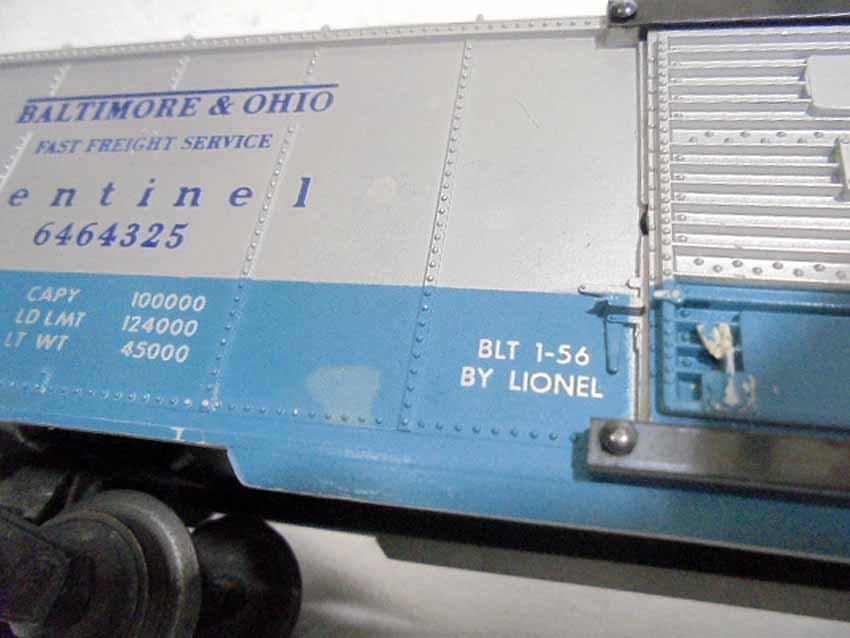 BALTIMORE & OHIO
FAST FREIGHT SERVICE
entinel
6464325
CAPY 100000
LD LMT 124000
LT WT 45000
BLT 1-56
BY LIONEL